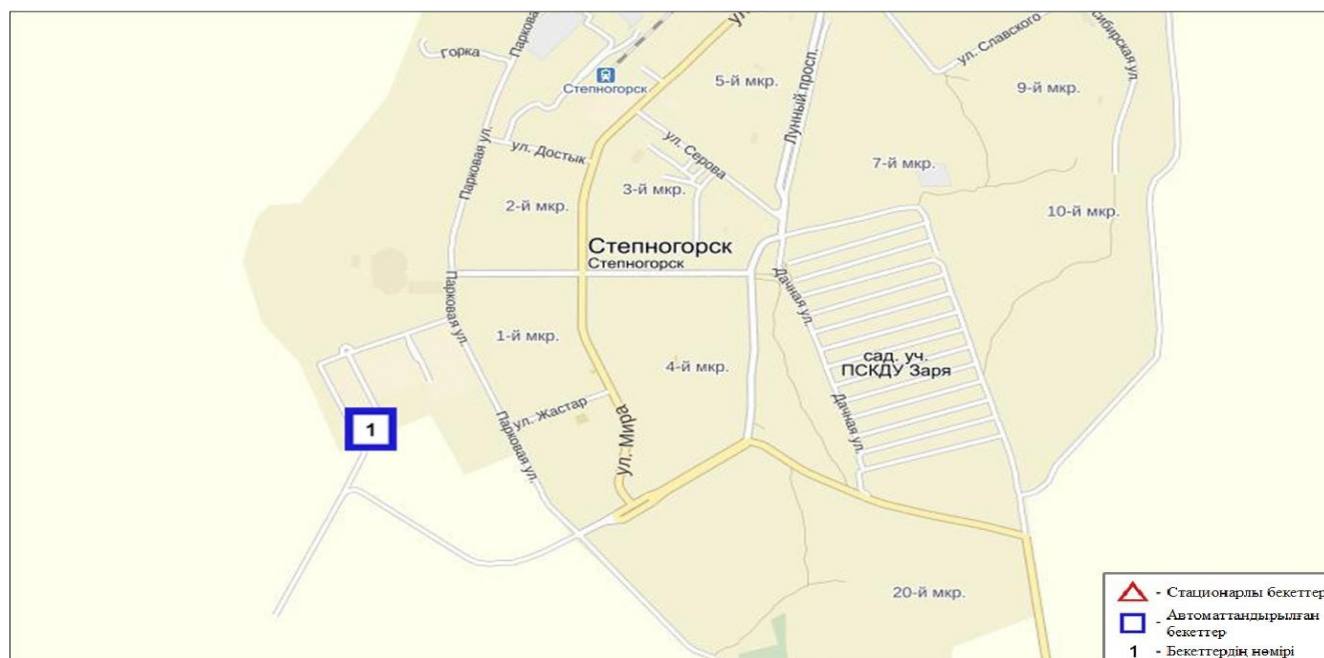 Горка
Парковая
ул.
ул. Славского
сибирская ул.
Степногорск
5-й мкр.
Лунный просп.
9-й мкр.
Парковая ул.
ул. Достык
ул. Серова
7-й мкр.
3-й мкр.
2-й мкр.
10-й мкр.
Степногорск
Степногорск
Парковая ул.
Дачная ул.
1-й мкр.
4-й мкр.
сад. уч.
ПСКДУ Заря
1
ул. Жастар
Парковая ул.
ул. Мира
Дачная ул.
20-й мкр.
- Стационарлы бекеттер
- Автоматтандырылған
бекеттер
1 - Бекеттердің нөмірі